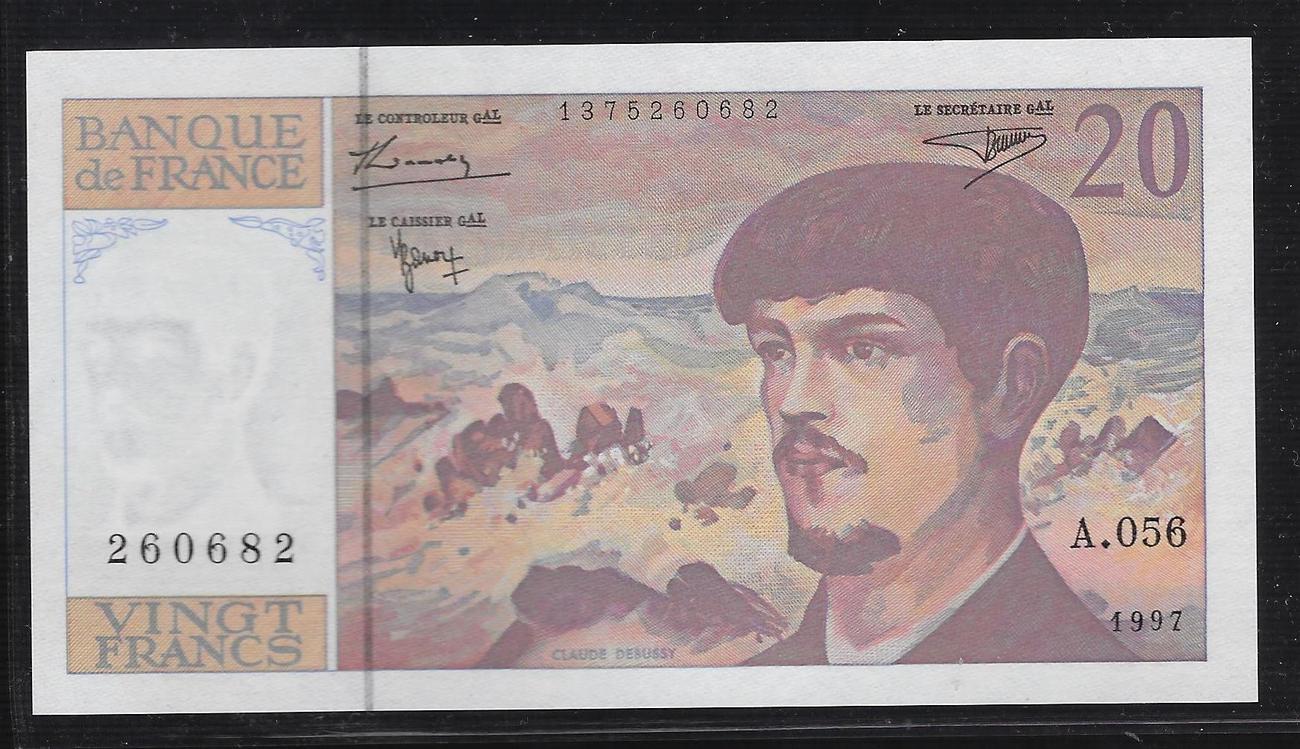 BANQUE
de FRANCE
LE CONTROLEUR GAL
1375260682
LE SECRÉTAIRE GAL
20
LE CAISSIER GAL
260682
A.056
1997
VINGT
FRANCS
CLAUDE DEBUSSY